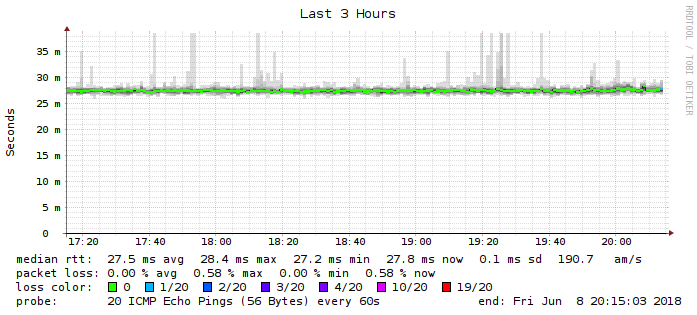 Last 3 Hours
RRDTOOL / TOBI OETIKER
Seconds
35 m
30 m
25 m
20 m
15 m
10 m
5 m
0
17:20 17:40 18:00 18:20 18:40 19:00 19:20 19:40 20:00
median rtt: 27.5 ms avg 28.4 ms max 27.2 ms min 27.8 ms now 0.1 ms sd 190.7 am/s
packet loss: 0.00 % avg 0.58 % max 0.00 % min 0.58 % now
loss color: 0 1/20 2/20 3/20 4/20 10/20 19/20
probe: 20 ICMP Echo Pings (56 Bytes) every 60s end: Fri Jun 8 20:15:03 2018